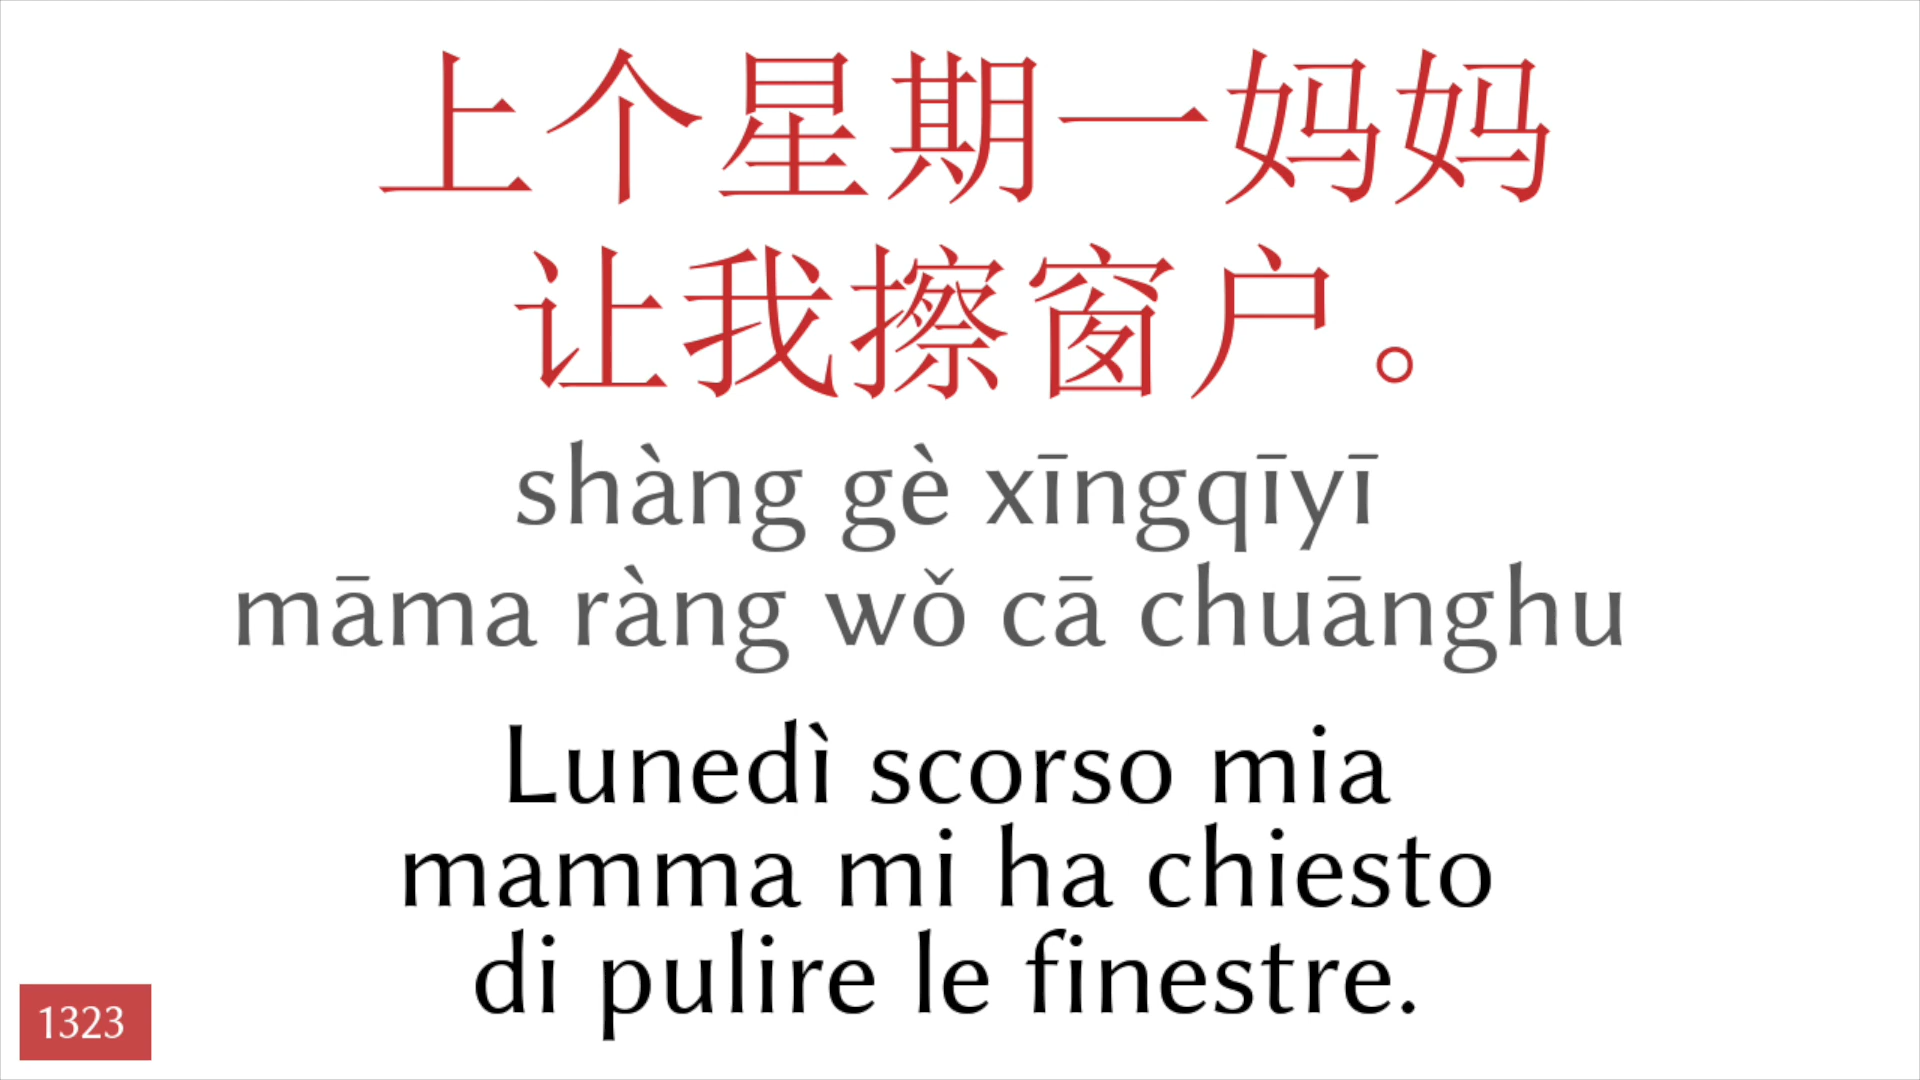 上个星期一妈妈
让我擦窗户。
shàng gè xīngqīyī
māma ràng wǒ cā chuānghu
Lunedì scorso mia
mamma mi ha chiesto
di pulire le finestre.
1323